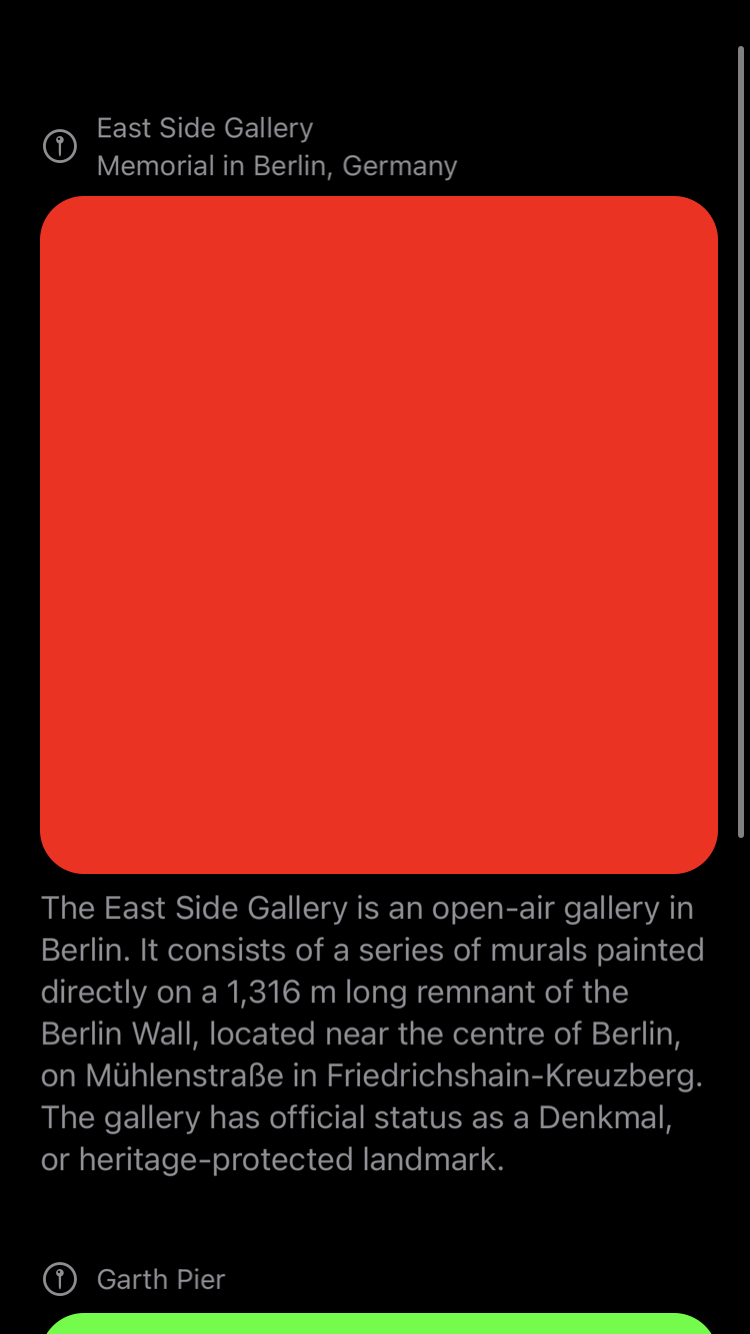 East Side Gallery
Memorial in Berlin, Germany
The East Side Gallery is an open-air gallery in
Berlin. It consists of a series of murals painted
directly on a 1,316 m long remnant of the
Berlin Wall, located near the centre of Berlin,
on Mühlenstraße in Friedrichshain-Kreuzberg.
The gallery has official status as a Denkmal,
or heritage-protected landmark.
Garth Pier